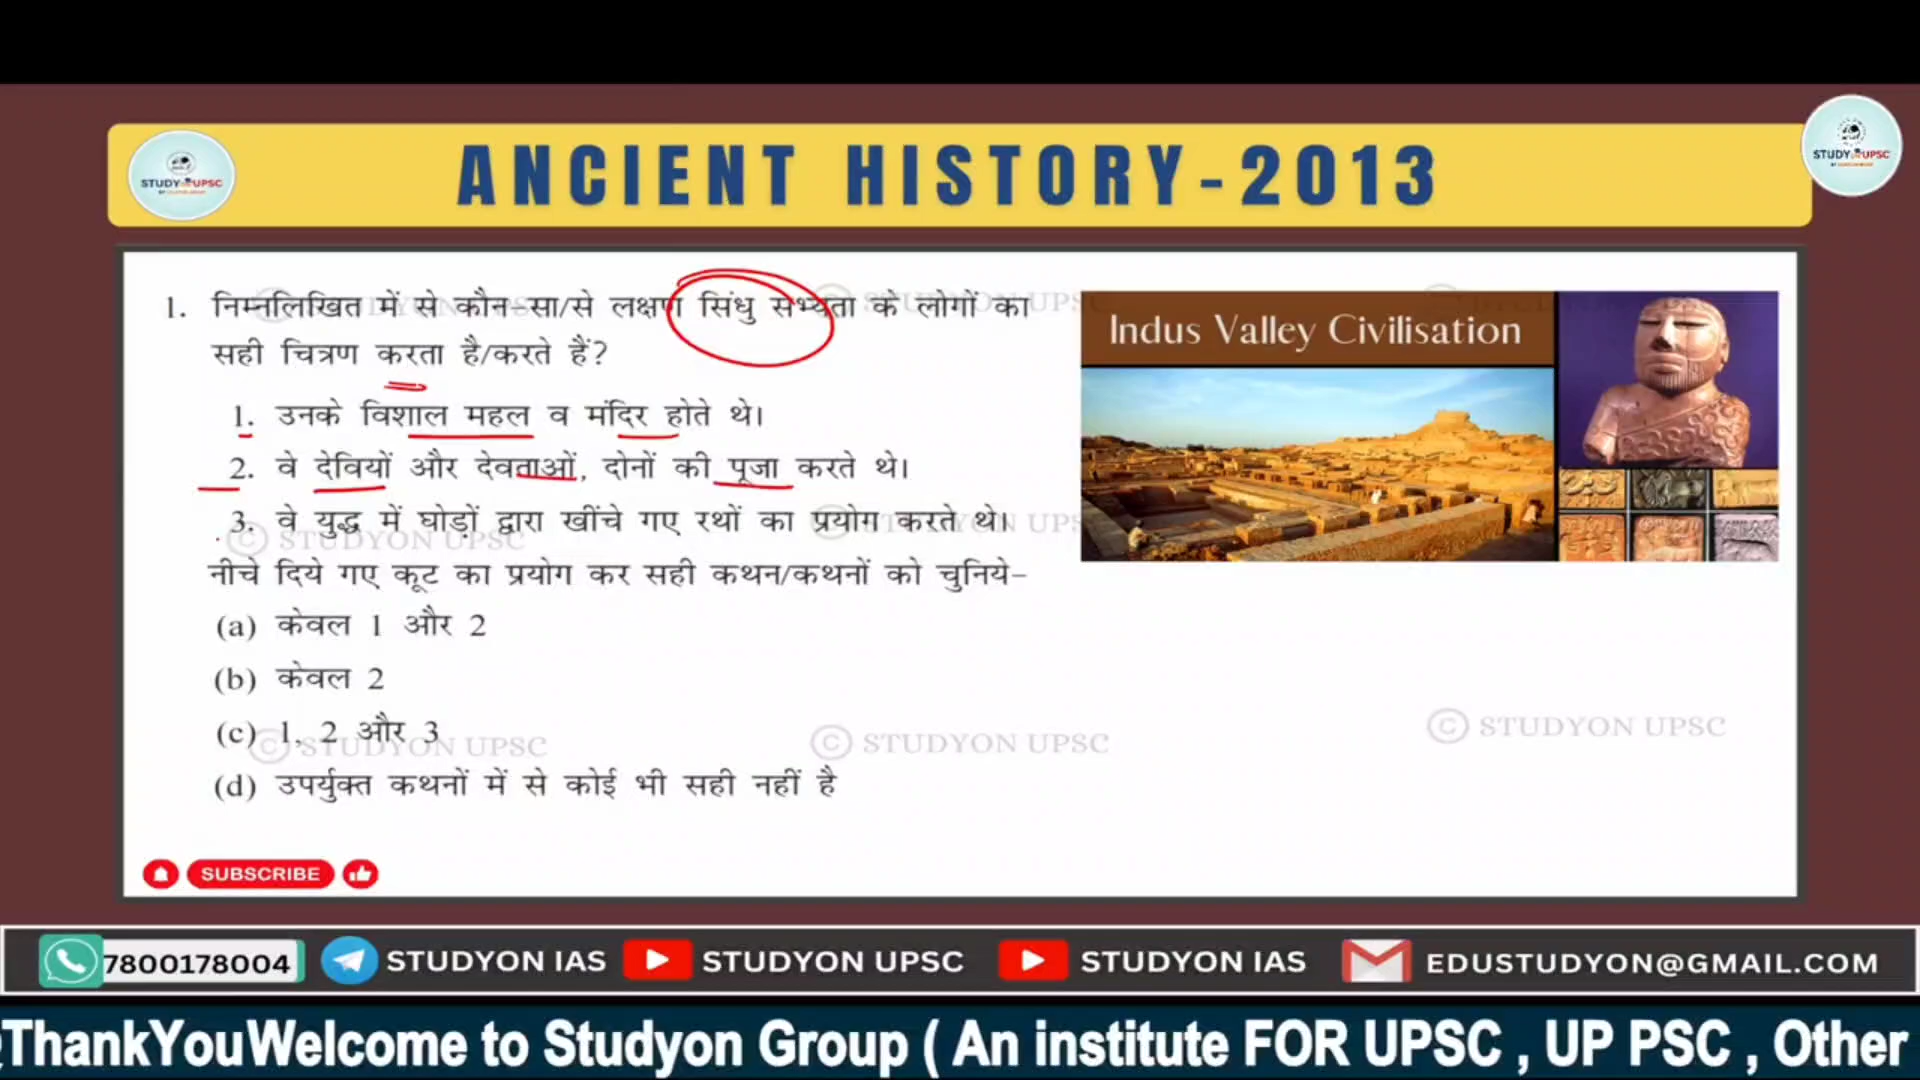 ANCIENT HISTORY-2013
STUDYON UPSC
STUDYON UPSC
1. निम्नलिखित में से कौन-सा/से लक्षण सिंधु सभ्यता के लोगों का
सही चित्रण करता है/करते हैं?
1. उनके विशाल महल व मंदिर होते थे।
2. वे देवियों और देवताओं, दोनों की पूजा करते थे।
3. वे युद्ध में घोड़ों द्वारा खींचे गए रथों का प्रयोग करते थे।
नीचे दिये गए कूट का प्रयोग कर सही कथन/कथनों को चुनिये-
(a) केवल 1 और 2
(b) केवल 2
(c) 1, 2 और 3
(d) उपर्युक्त कथनों में से कोई भी सही नहीं है
Indus Valley Civilisation
© STUDYON UPSC
© STUDYON UPSC
© STUDYON UPSC
© STUDYON UPSC
SUBSCRIBE
7800178004 STUDYON IAS STUDYON UPSC STUDYON IAS EDUSTUDYON@GMAIL.COM
ThankYouWelcome to Studyon Group ( An institute FOR UPSC , UP PSC , Other